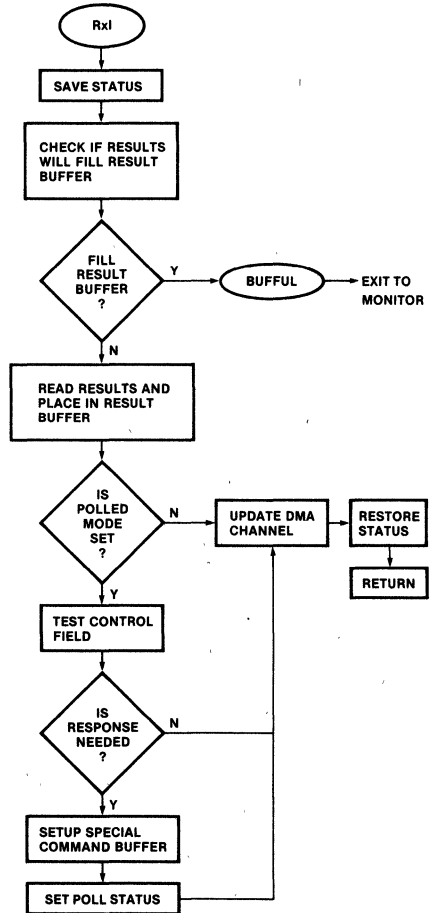 RxI
SAVE STATUS
CHECK IF RESULTS
WILL FILL RESULT
BUFFER
FILL
RESULT
BUFFER
?
Y
BUFFUL
EXIT TO
MONITOR
N
READ RESULTS AND
PLACE IN RESULT
BUFFER
IS
POLLED
MODE
SET
?
N
UPDATE DMA
CHANNEL
RESTORE
STATUS
RETURN
Y
TEST CONTROL
FIELD
IS
RESPONSE
NEEDED
?
N
Y
SETUP SPECIAL
COMMAND BUFFER
SET POLL STATUS